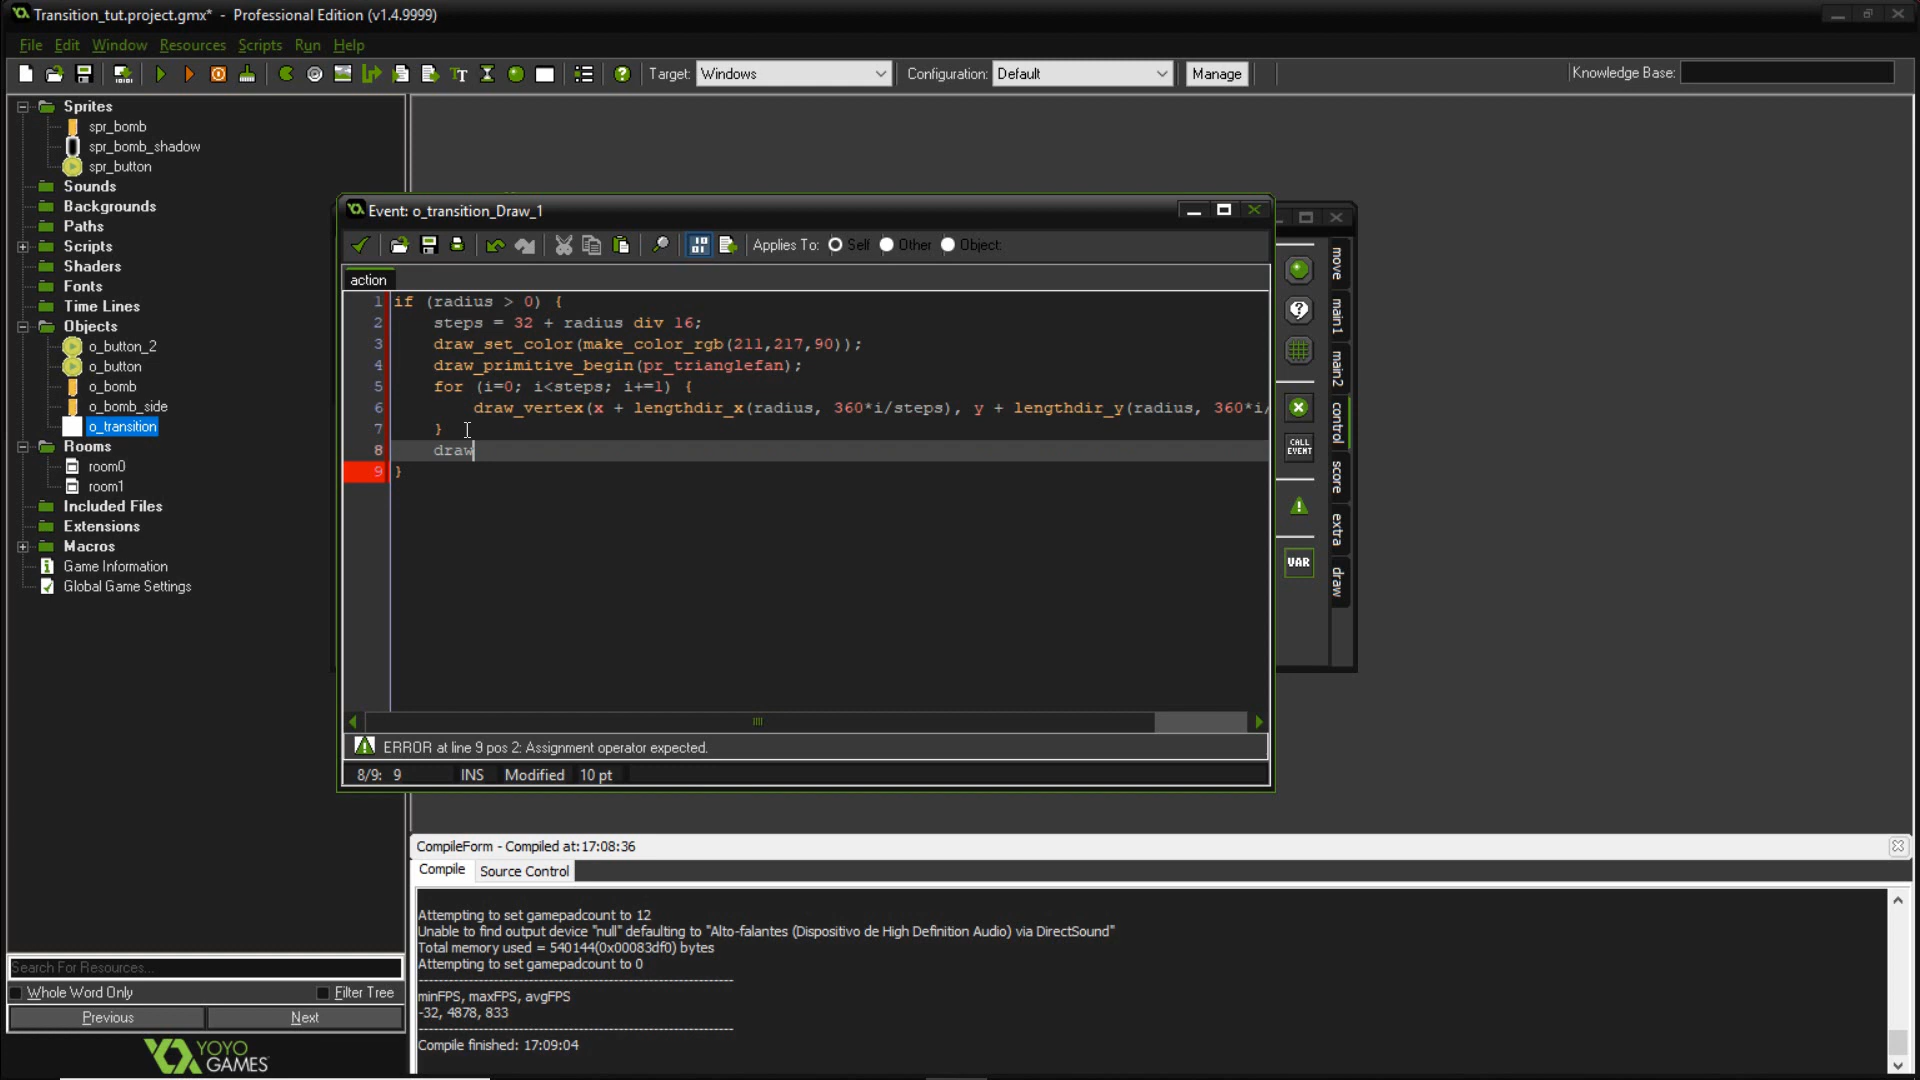 Transition_tut.project.gmx* - Professional Edition (v1.4.9999)
File Edit Window Resources Scripts Run Help
Target: Windows Configuration: Default Manage Knowledge Base:
Sprites
spr_bomb
spr_bomb_shadow
spr_button
Sounds
Backgrounds
Paths
Scripts
Shaders
Fonts
Time Lines
Objects
o_button_2
o_button
o_bomb
o_bomb_side
o_transition
Rooms
room0
room1
Included Files
Extensions
Macros
Game Information
Global Game Settings
Search For Resources...
Whole Word Only Filter Tree
Previous Next
YOYO
GAMES
Event: o_transition_Draw_1
Applies To: Self Other Object:
action
1 if (radius > 0) {
2 steps = 32 + radius div 16;
3 draw_set_color(make_color_rgb(211,217,90));
4 draw_primitive_begin(pr_trianglefan);
5 for (i=0; i<steps; i+=1) {
6 draw_vertex(x + lengthdir_x(radius, 360*i/steps), y + lengthdir_y(radius, 360*i/
7 }
8 draw
9 }
ERROR at line 9 pos 2: Assignment operator expected.
8/9: 9 INS Modified 10 pt
CALL
EVENT
VAR
move
main1
main2
control
score
extra
draw
CompileForm - Compiled at:17:08:36
Compile Source Control
Attempting to set gamepadcount to 12
Unable to find output device "null" defaulting to "Alto-falantes (Dispositivo de High Definition Audio) via DirectSound"
Total memory used = 540144(0x00083df0) bytes
Attempting to set gamepadcount to 0
minFPS, maxFPS, avgFPS
-32, 4878, 833
Compile finished: 17:09:04